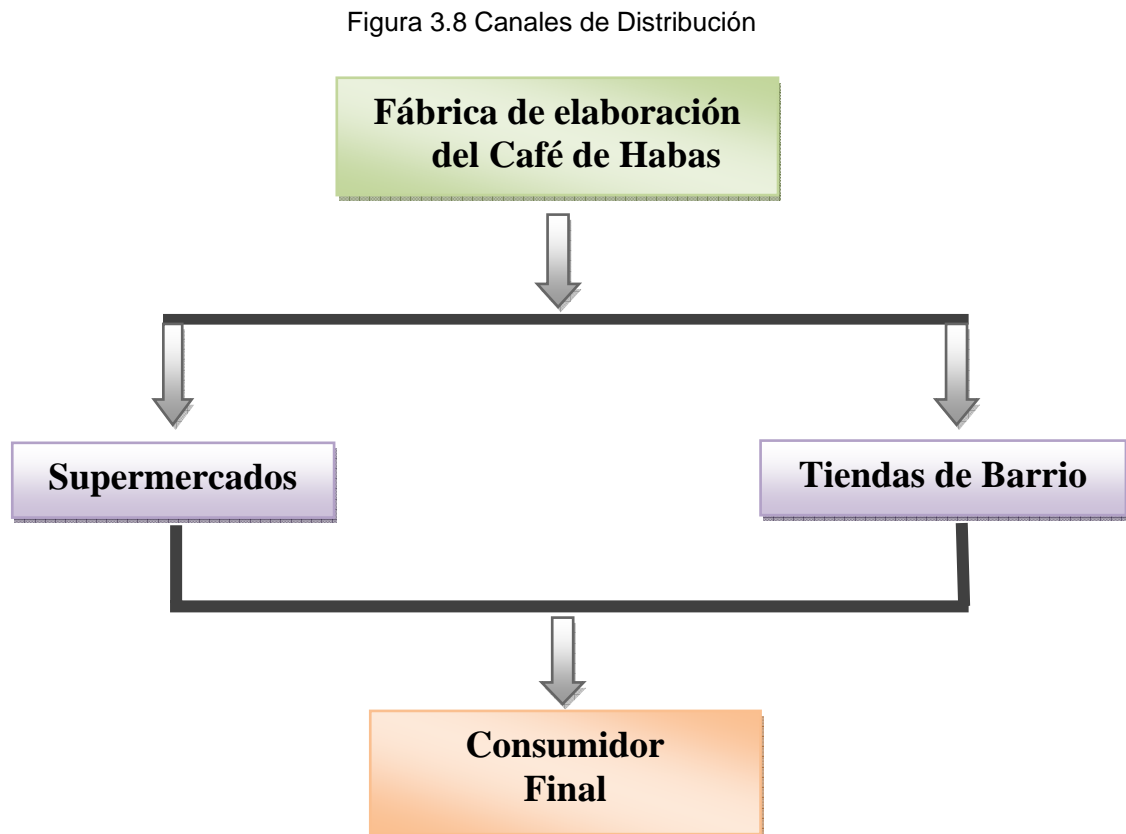 Figura 3.8 Canales de Distribución
Fábrica de elaboración
del Café de Habas
Supermercados
Tiendas de Barrio
Consumidor
Final